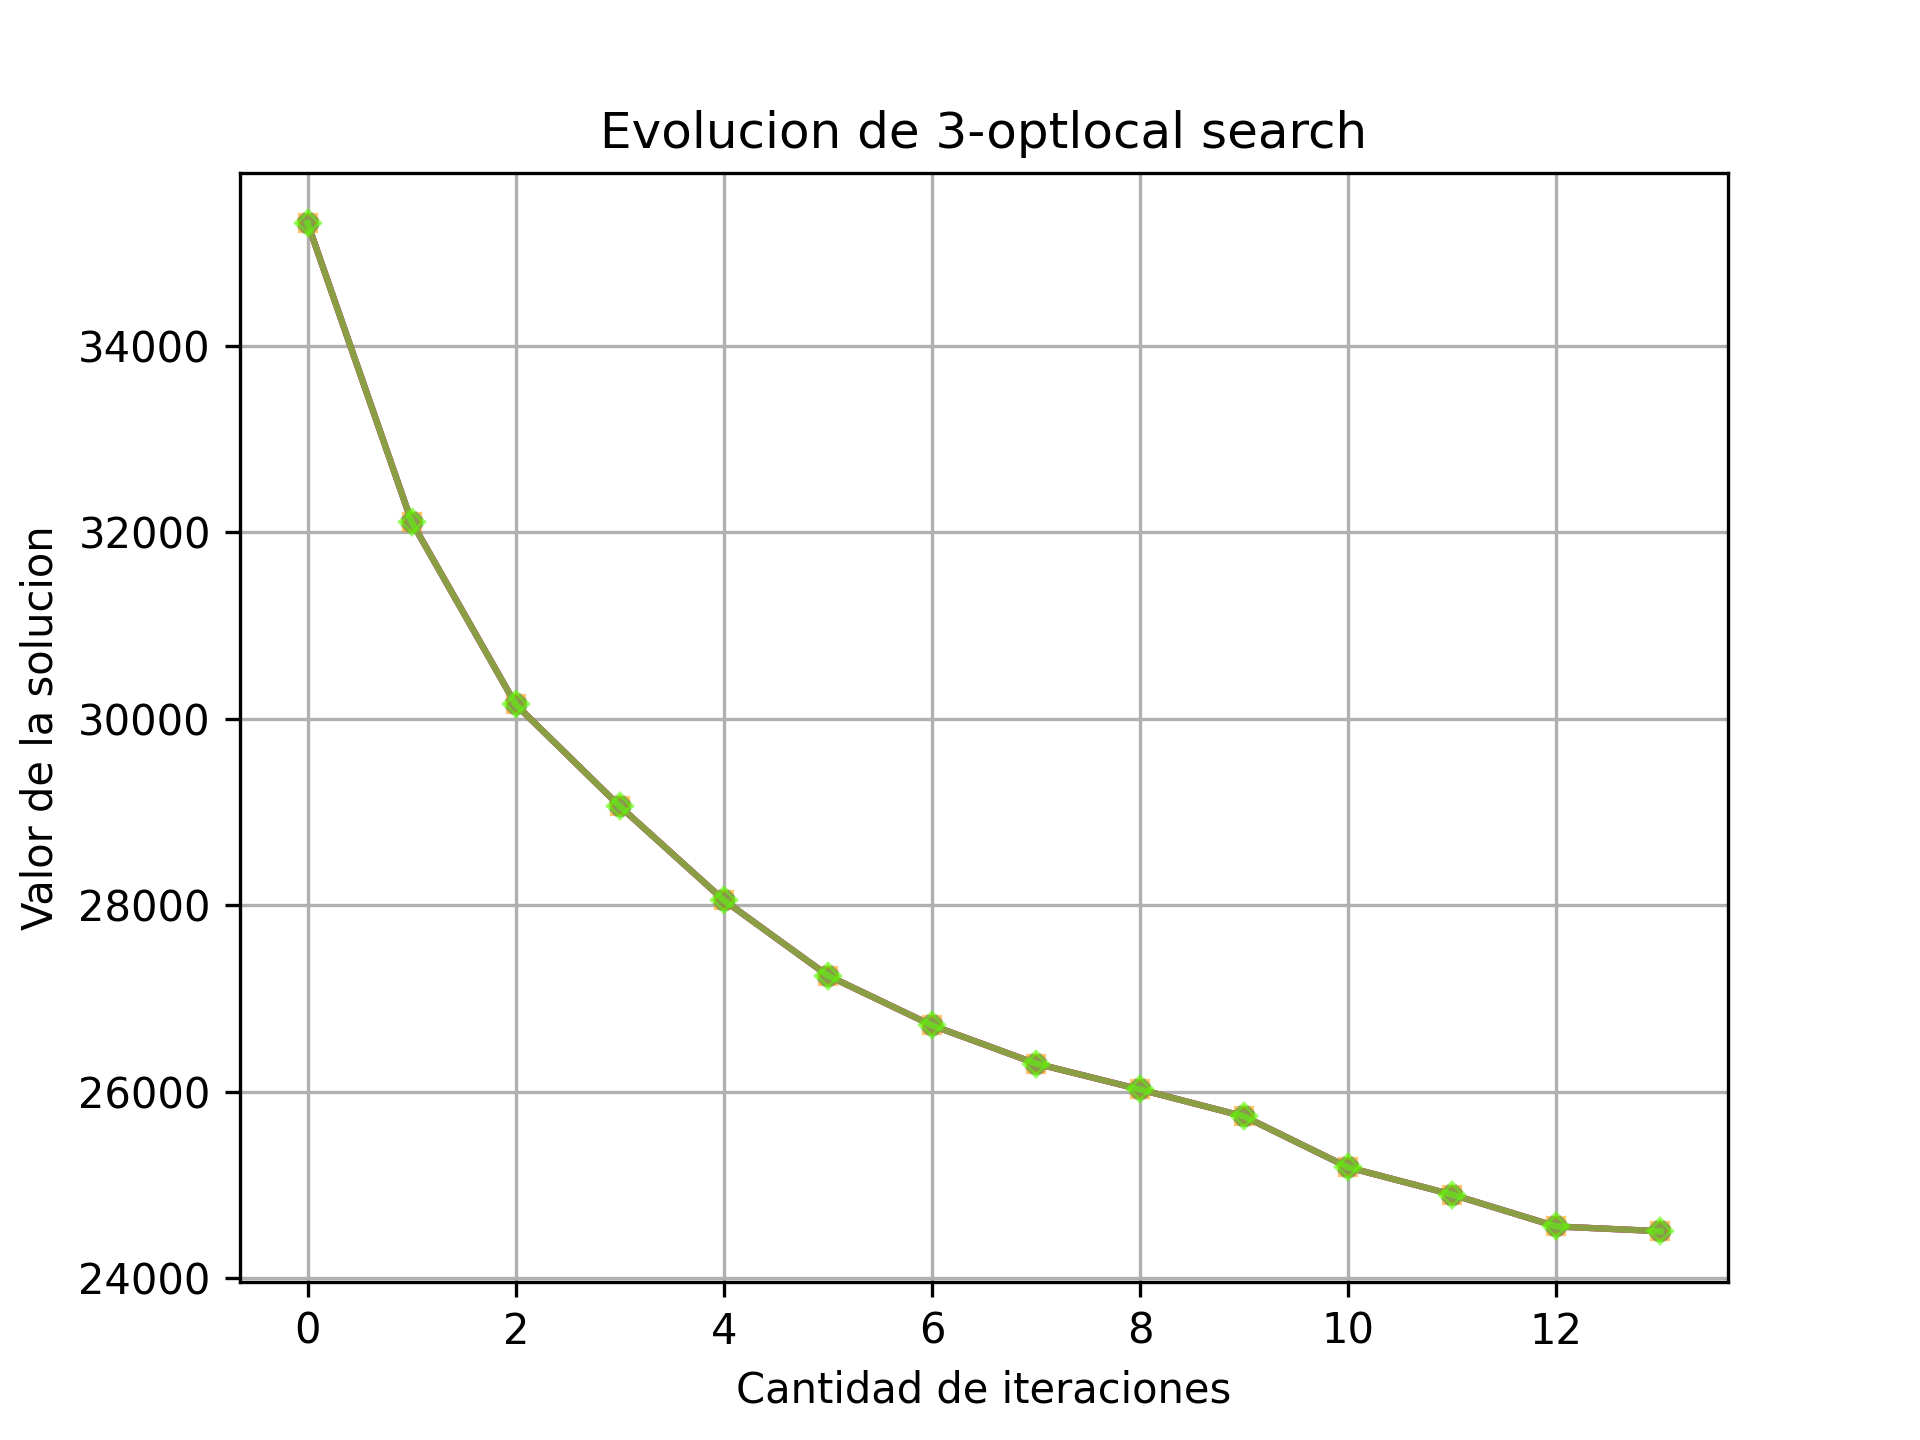 Evolucion de 3-optlocal search
Valor de la solucion
34000
32000
30000
28000
26000
24000
0 2 4 6 8 10 12
Cantidad de iteraciones